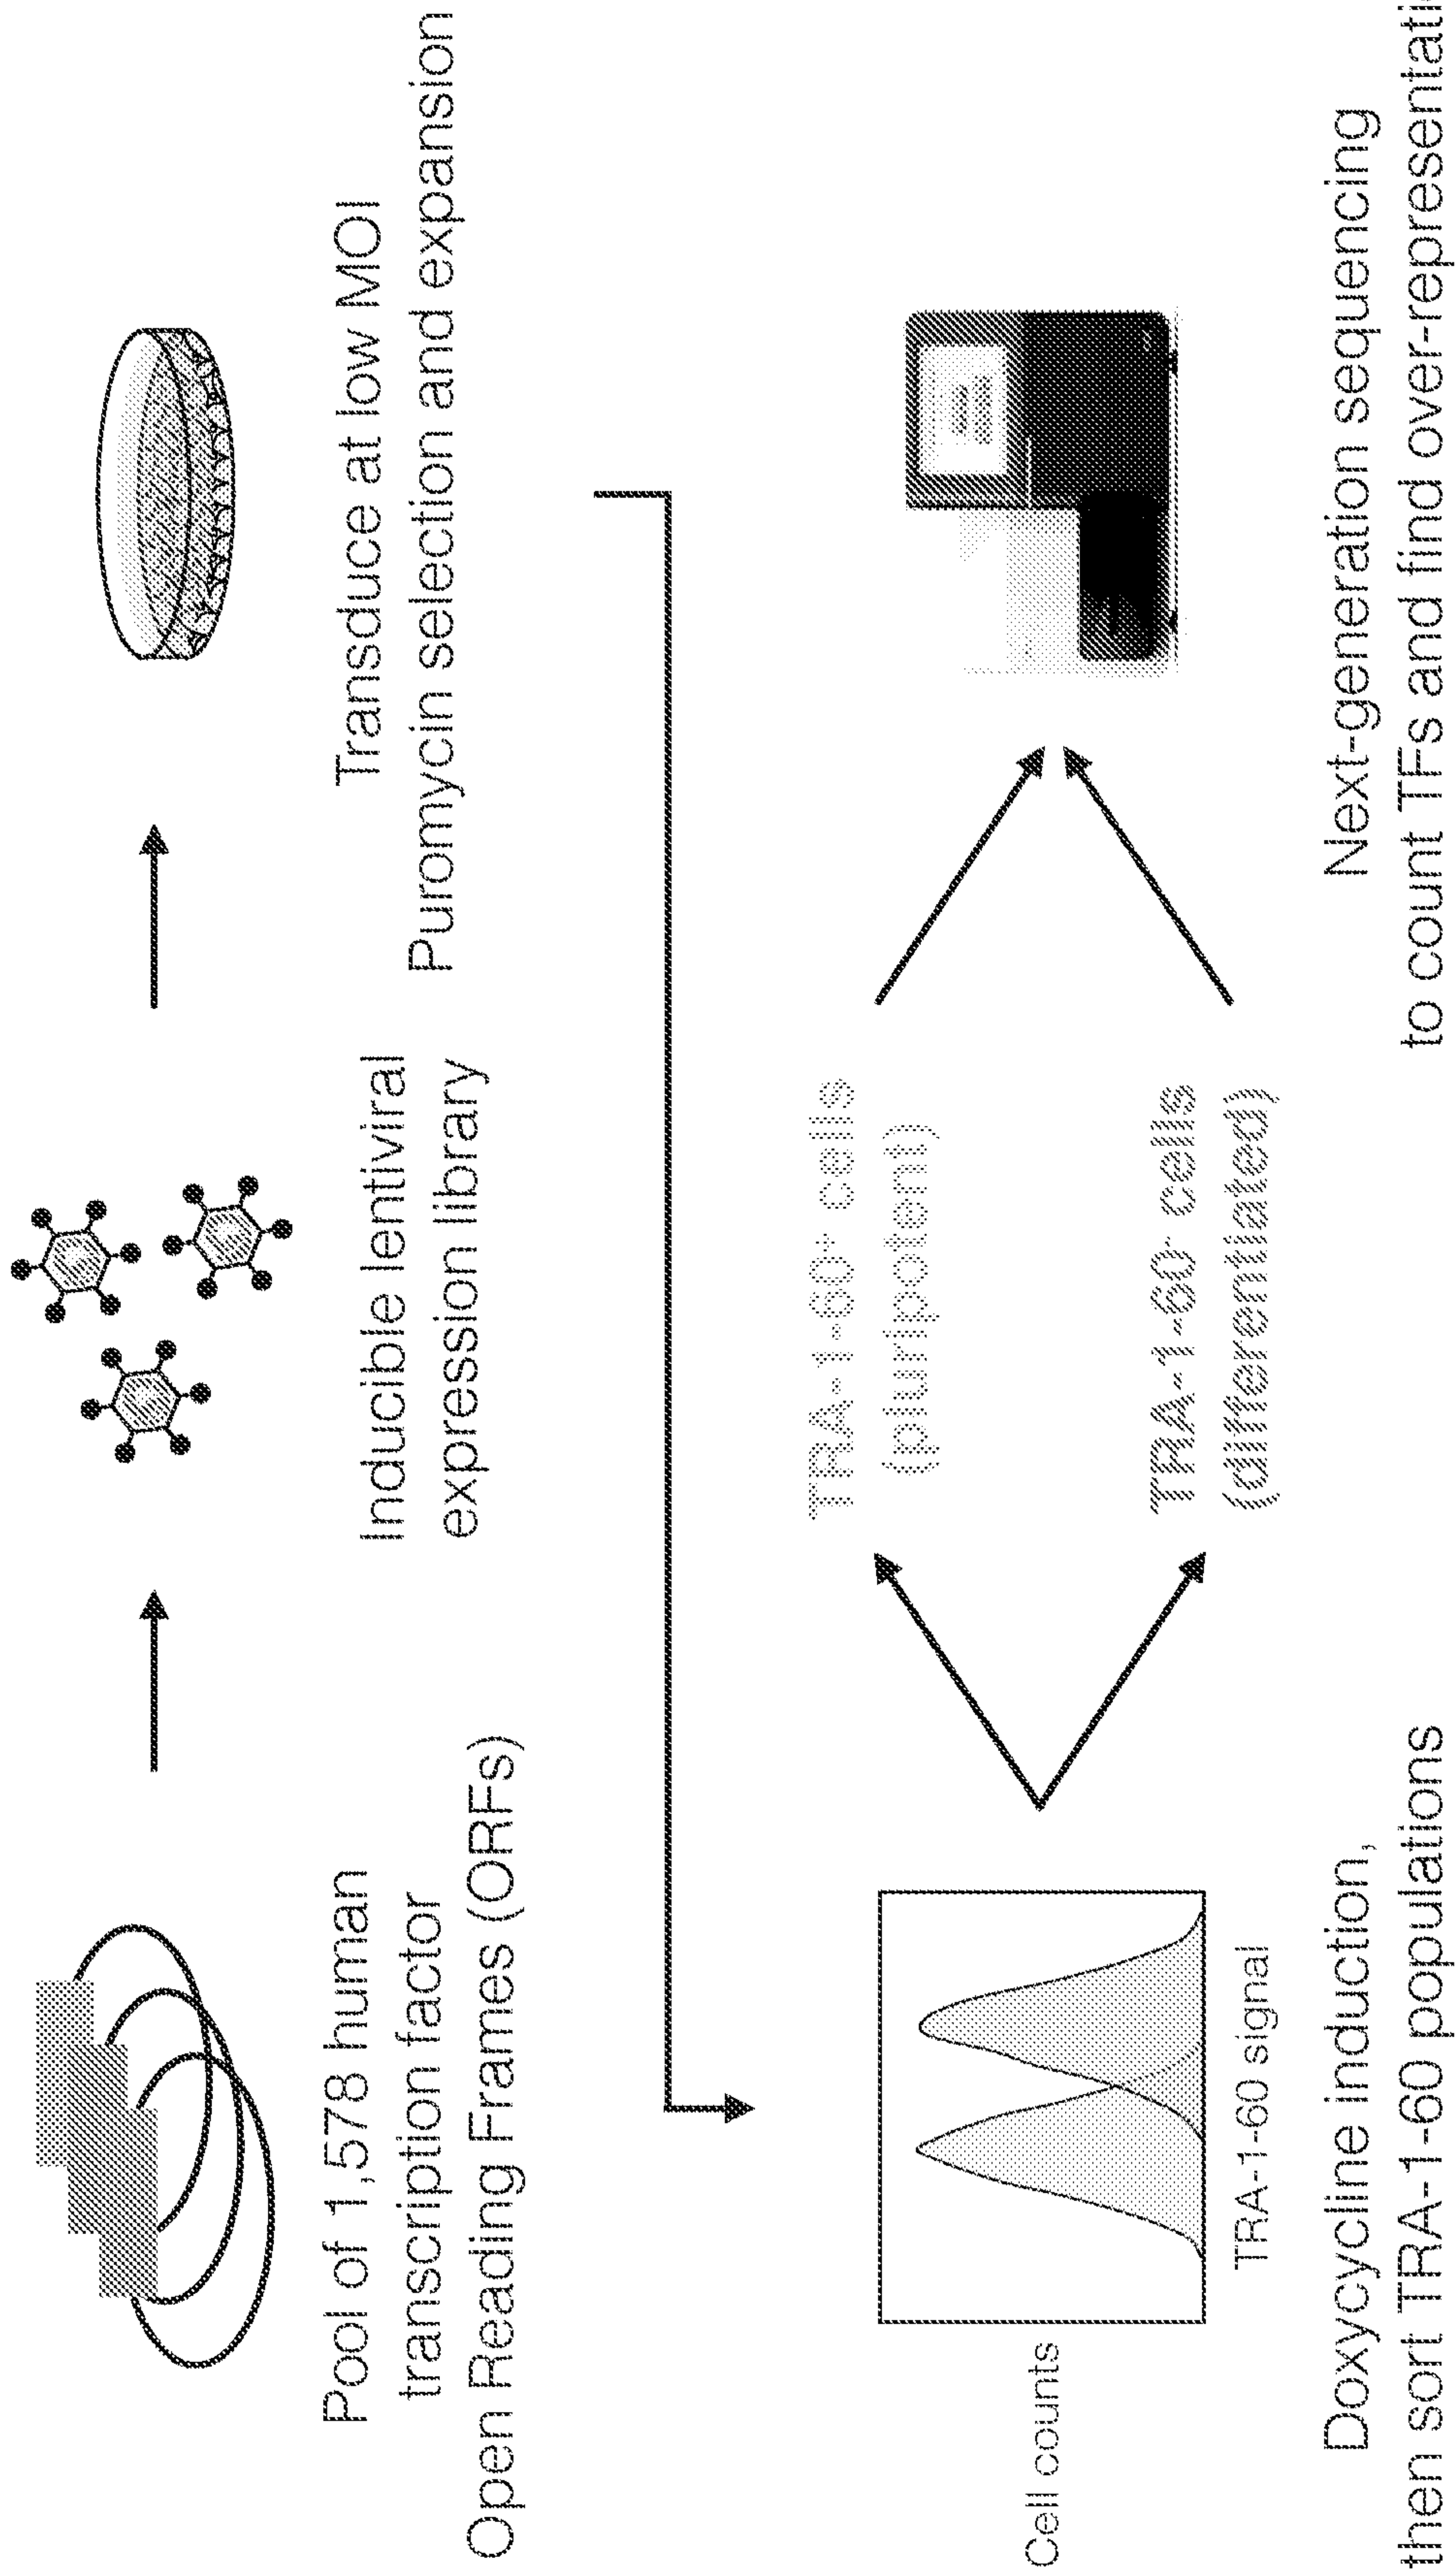 Pool of 1,578 human
transcription factor
Open Reading Frames (ORFs)
Inducible lentiviral
expression library
Transduce at low MOI
Puromycin selection and expansion
Cell counts
TRA-1-60 signal
Doxycyline induction,
then sort TRA-1-60 populations
TRA-1-60⁺ cells
(pluripotent)
TRA-1-60⁻ cells
(differentiated)
Next-generation sequencing
to count TFs and find over-representati